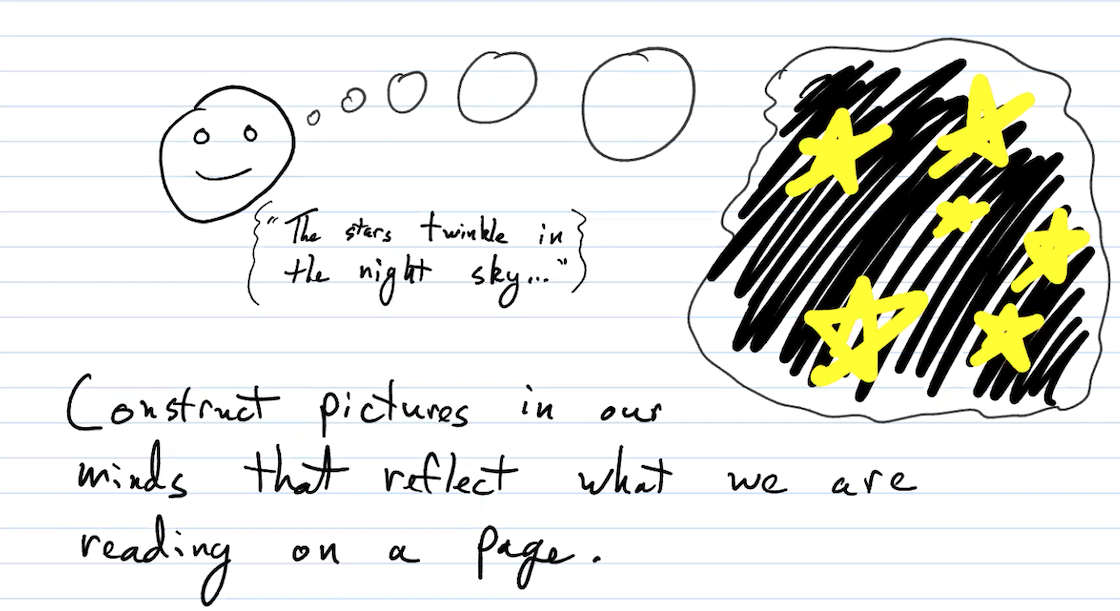 "The stars twinkle in
the night sky..."
Construct pictures in our
minds that reflect what we are
reading on a page.